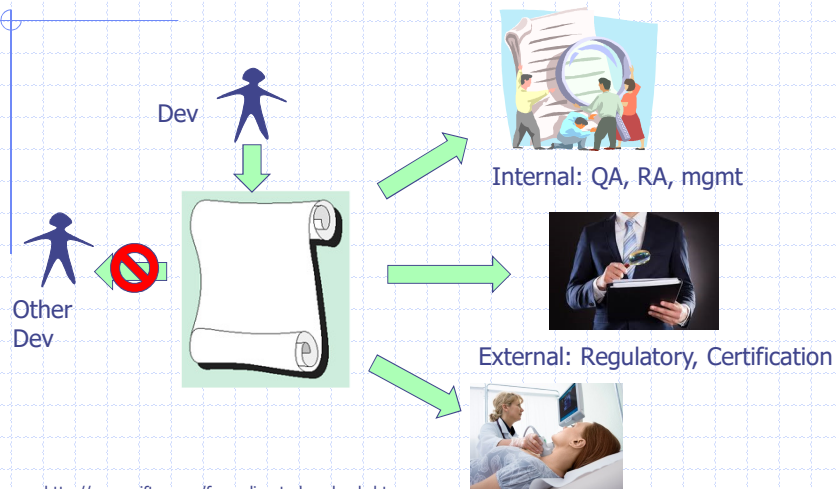 Dev
Internal: QA, RA, mgmt
Other
Dev
External: Regulatory, Certification